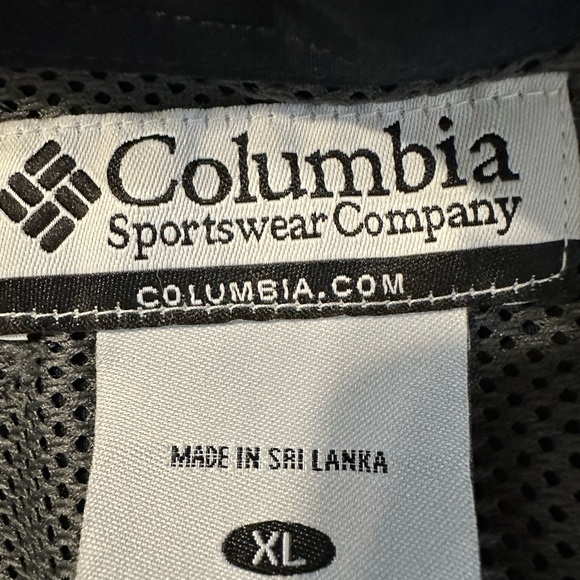 Columbia
Sportswear Company
COLUMBIA.COM
MADE IN SRI LANKA
XL